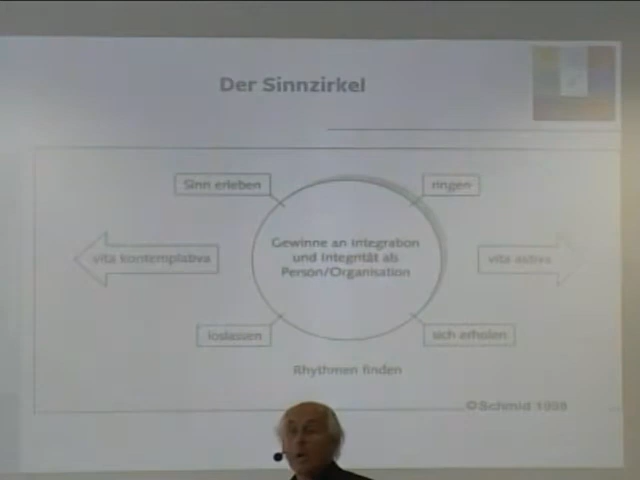 Der Sinnzirkel
Sinn erleben
ringen
Gewinne an Integration
und Integrität als
Person/Organisation
vita kontemplativa
vita activa
loslassen
sich erholen
Rhythmen finden
©Schmid 1998